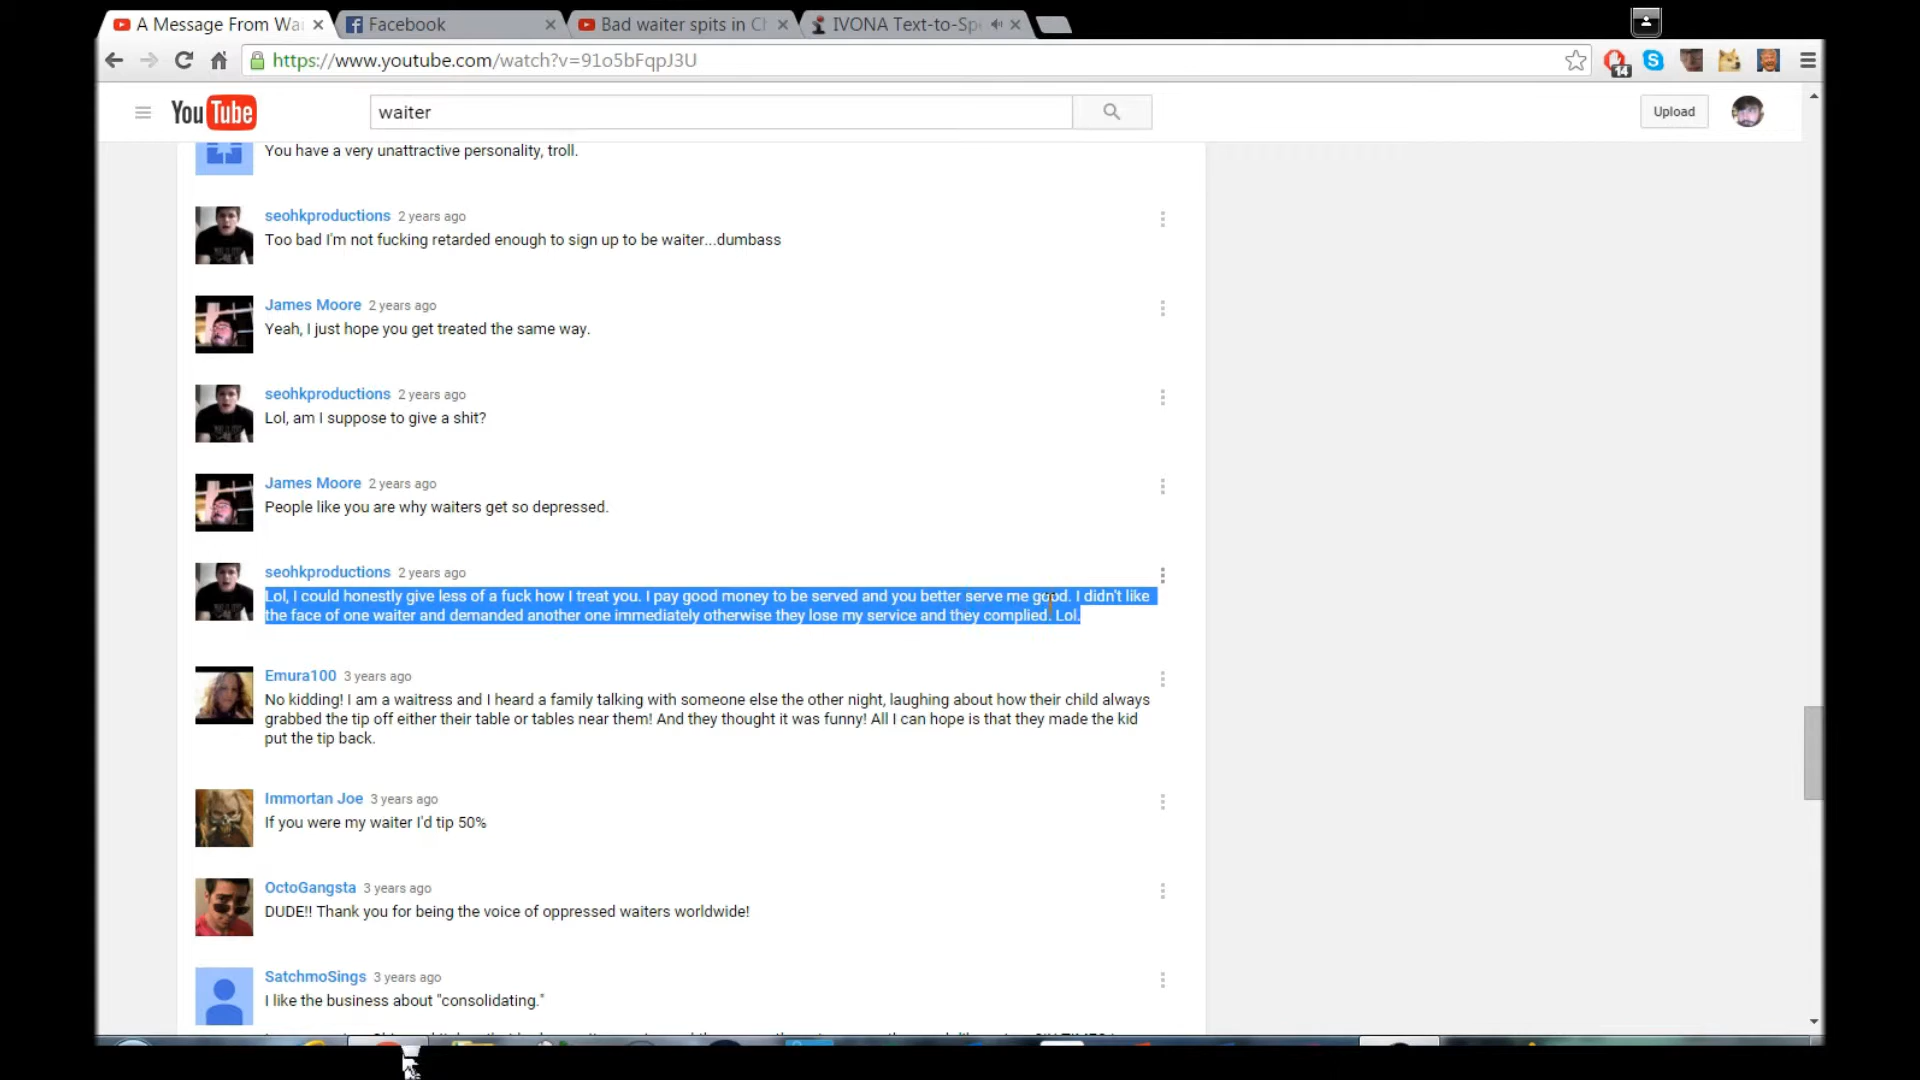 A Message From Wai
Facebook
Bad waiter spits in Ch
IVONA Text-to-Spe
https://www.youtube.com/watch?v=91o5bFqpJ3U
14
YouTube
waiter
Upload
You have a very unattractive personality, troll.
seohkproductions 2 years ago
Too bad I'm not fucking retarded enough to sign up to be waiter...dumbass
James Moore 2 years ago
Yeah, I just hope you get treated the same way.
seohkproductions 2 years ago
Lol, am I suppose to give a shit?
James Moore 2 years ago
People like you are why waiters get so depressed.
seohkproductions 2 years ago
Lol, I could honestly give less of a fuck how I treat you. I pay good money to be served and you better serve me good. I didn't like
the face of one waiter and demanded another one immediately otherwise they lose my service and they complied. Lol.
Emura100 3 years ago
No kidding! I am a waitress and I heard a family talking with someone else the other night, laughing about how their child always
grabbed the tip off either their table or tables near them! And they thought it was funny! All I can hope is that they made the kid
put the tip back.
Immortan Joe 3 years ago
If you were my waiter I'd tip 50%
OctoGangsta 3 years ago
DUDE!! Thank you for being the voice of oppressed waiters worldwide!
SatchmoSings 3 years ago
I like the business about "consolidating."